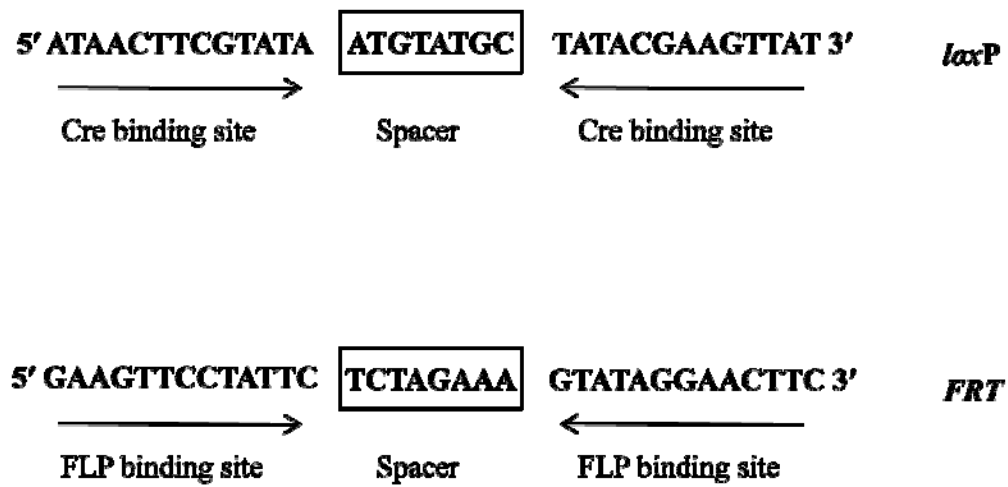 5′ ATAACTTCGTATA ATGTATGC TATACGAAGTTAT 3′ loxP
Cre binding site Spacer Cre binding site
5′ GAAGTTCCTATTC TCTAGAAA GTATAGGAACTTC 3′ FRT
FLP binding site Spacer FLP binding site